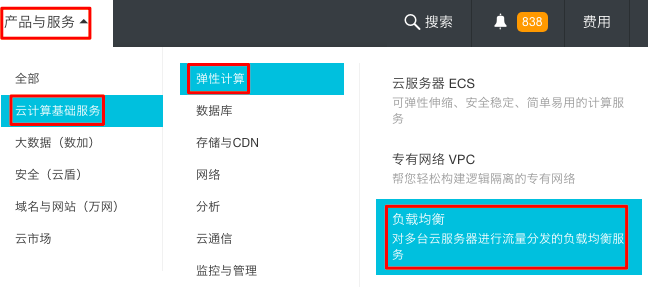 产品与服务
搜索
838
费用
全部
云计算基础服务
大数据（数加）
安全（云盾）
域名与网站（万网）
云市场
弹性计算
数据库
存储与CDN
网络
分析
云通信
监控与管理
云服务器 ECS
可弹性伸缩、安全稳定、简单易用的计算服
务
专有网络 VPC
帮您轻松构建逻辑隔离的专有网络
负载均衡
对多台云服务器进行流量分发的负载均衡服
务